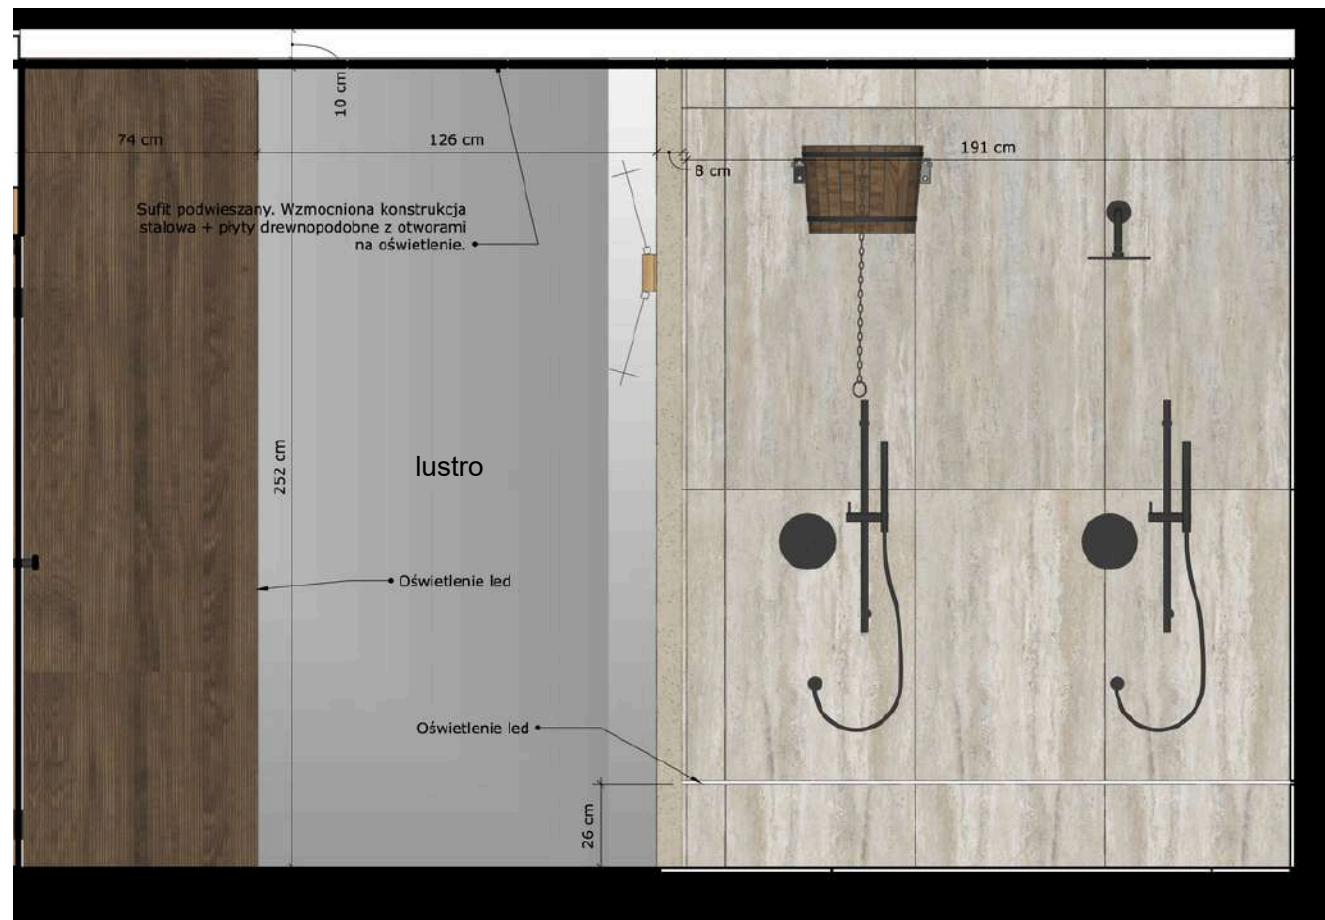 10 cm
74 cm
126 cm
191 cm
8 cm
Sufit podwieszany. Wzmocniona konstrukcja
stalowa + płyty drewnopodobne z otworami
na oświetlenie.
252 cm
lustro
Oświetlenie led
Oświetlenie led
26 cm